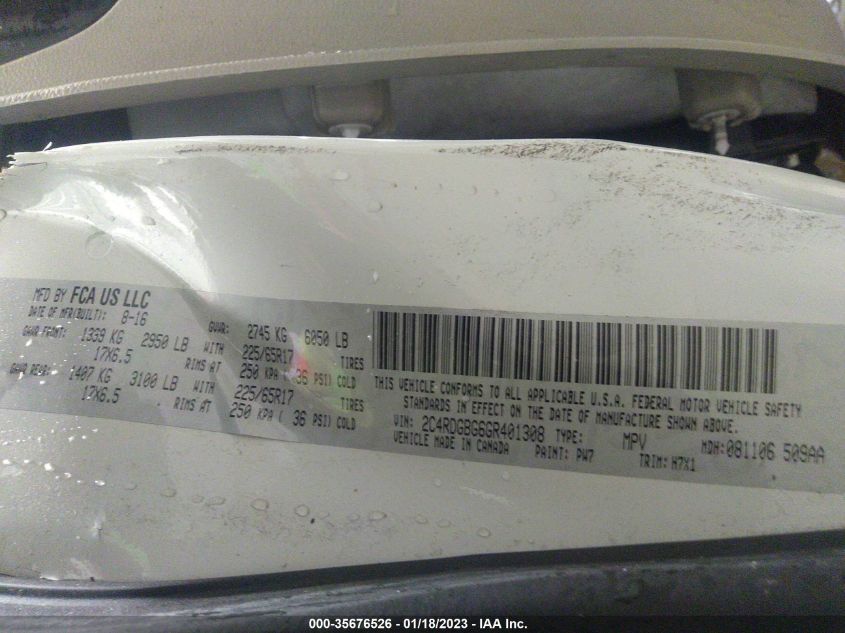 MFD BY FCA US LLC
DATE OF MFR(BUILT): 8-16 GVWR: 2745 KG 6050 LB
GAWR FRONT: 1339 KG 2950 LB WITH 225/65R17 TIRES
17X6.5 RIMS AT 250 KPA ( 36 PSI) COLD
GAWR REAR: 1407 KG 3100 LB WITH 225/65R17 TIRES
17X6.5 RIMS AT 250 KPA ( 36 PSI) COLD
THIS VEHICLE CONFORMS TO ALL APPLICABLE U.S.A. FEDERAL MOTOR VEHICLE SAFETY
STANDARDS IN EFFECT ON THE DATE OF MANUFACTURE SHOWN ABOVE.
VIN: 2C4RDGBG6GR401308 TYPE: MPV MDH: 081106 509AA
VEHICLE MADE IN CANADA PAINT: PW7 TRIM: H7X1
000-35676526 - 01/18/2023 - IAA Inc.